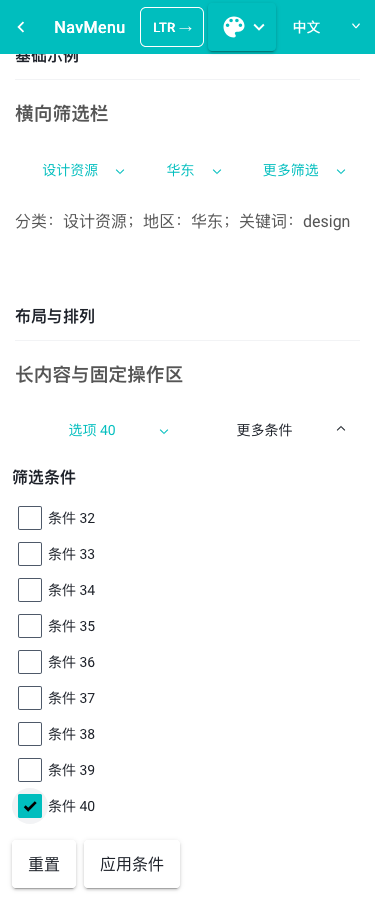 NavMenu LTR → 中文
基础示例
横向筛选栏
设计资源 华东 更多筛选
分类：设计资源；地区：华东；关键词：design
布局与排列
长内容与固定操作区
选项 40 更多条件
筛选条件
条件 32
条件 33
条件 34
条件 35
条件 36
条件 37
条件 38
条件 39
条件 40
重置 应用条件